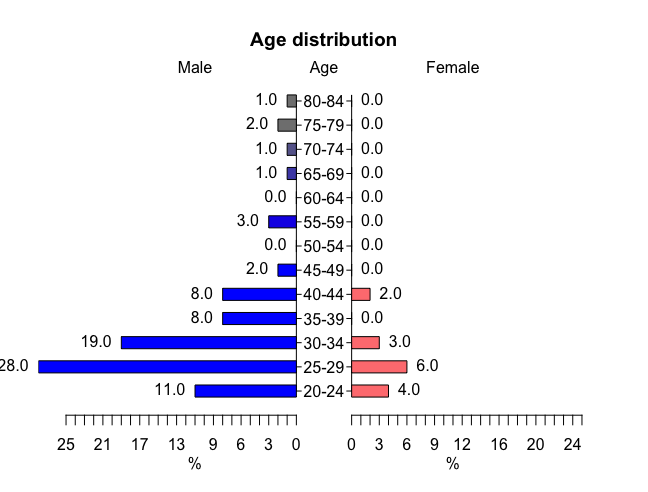 Age distribution
Male Age Female
1.0 80-84 0.0
2.0 75-79 0.0
1.0 70-74 0.0
1.0 65-69 0.0
0.0 60-64 0.0
3.0 55-59 0.0
0.0 50-54 0.0
2.0 45-49 0.0
8.0 40-44 2.0
8.0 35-39 0.0
19.0 30-34 3.0
28.0 25-29 6.0
11.0 20-24 4.0
25 21 17 13 9 6 3 0 0 3 6 9 12 16 20 24
% %